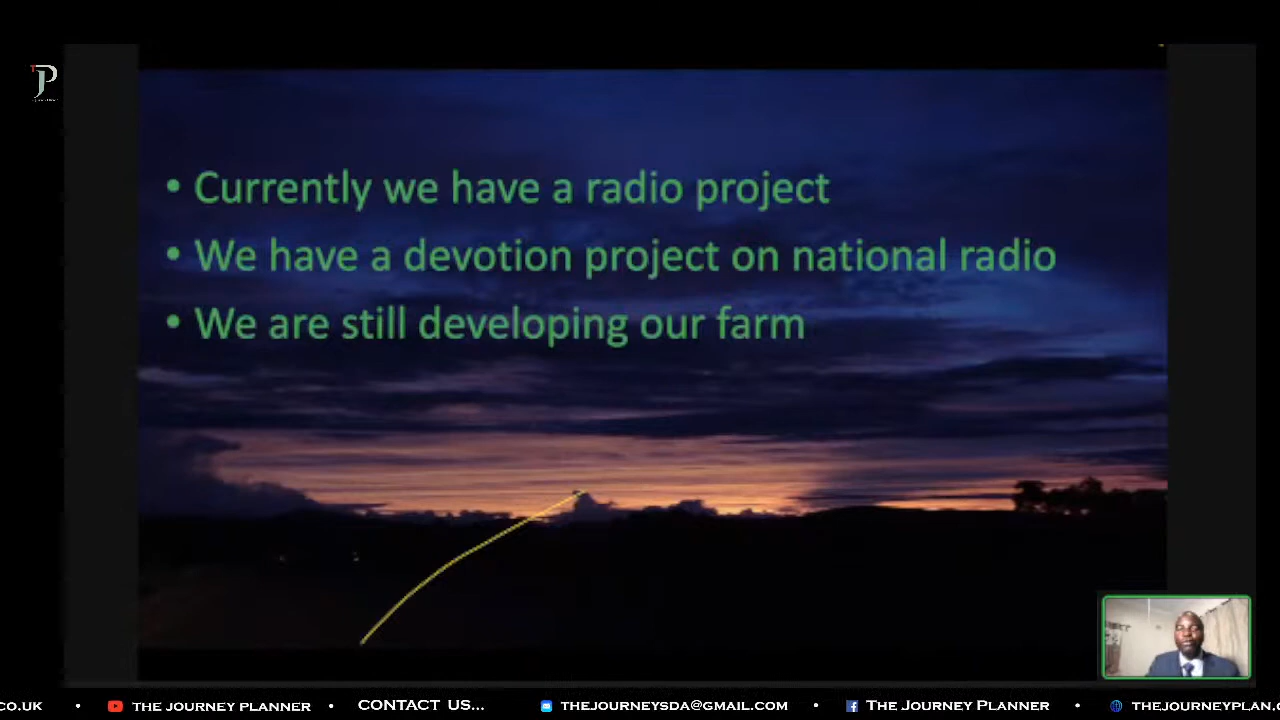 • Currently we have a radio project
• We have a devotion project on national radio
• We are still developing our farm
CO.UK • THE JOURNEY PLANNER • CONTACT US... THEJOURNEYSDA@GMAIL.COM • THE JOURNEY PLANNER • THEJOURNEYPLAN